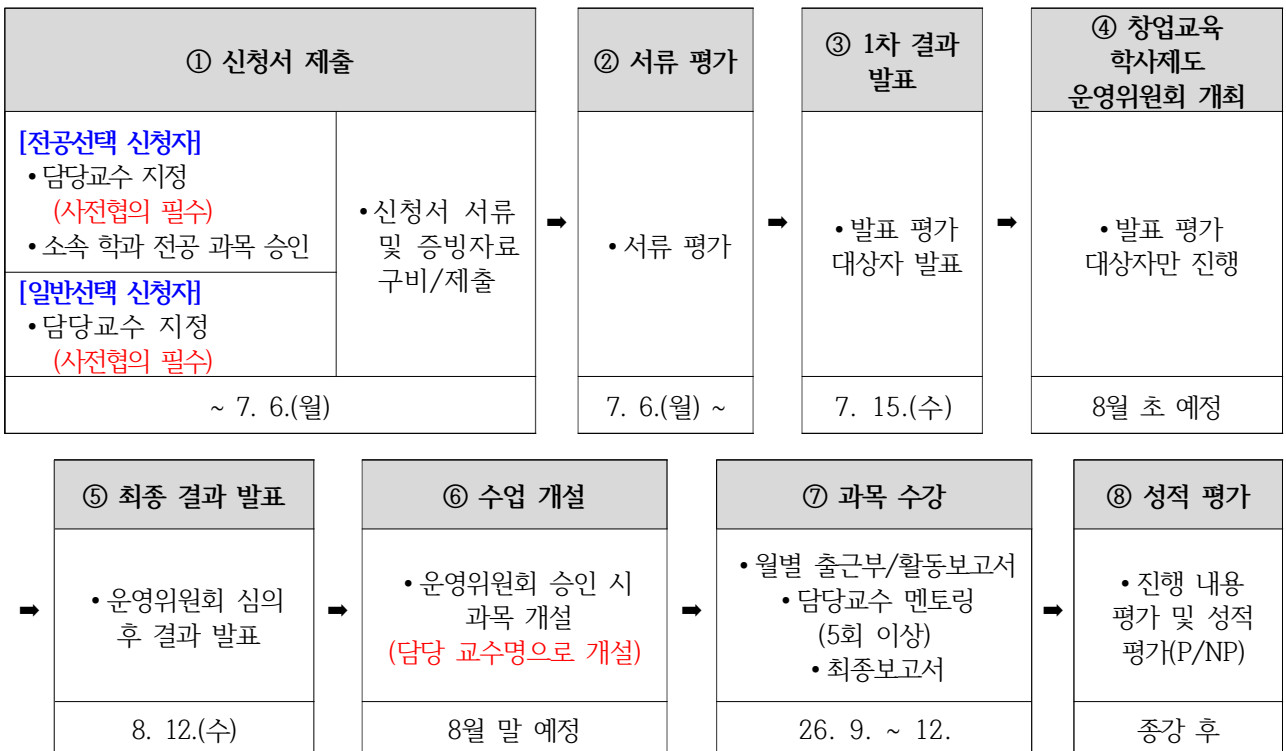 ① 신청서 제출
[전공선택 신청자]
• 담당교수 지정
(사전협의 필수)
• 소속 학과 전공 과목 승인
[일반선택 신청자]
• 담당교수 지정
(사전협의 필수)
• 신청서 서류
및 증빙자료
구비/제출
~ 7. 6.(월)
➡
② 서류 평가
• 서류 평가
7. 6.(월) ~
➡
③ 1차 결과
발표
• 발표 평가
대상자 발표
7. 15.(수)
➡
④ 창업교육
학사제도
운영위원회 개최
• 발표 평가
대상자만 진행
8월 초 예정
➡
⑤ 최종 결과 발표
• 운영위원회 심의
후 결과 발표
8. 12.(수)
➡
⑥ 수업 개설
• 운영위원회 승인 시
과목 개설
(담당 교수명으로 개설)
8월 말 예정
➡
⑦ 과목 수강
• 월별 출근부/활동보고서
• 담당교수 멘토링
(5회 이상)
• 최종보고서
26. 9. ~ 12.
➡
⑧ 성적 평가
• 진행 내용
평가 및 성적
평가(P/NP)
종강 후